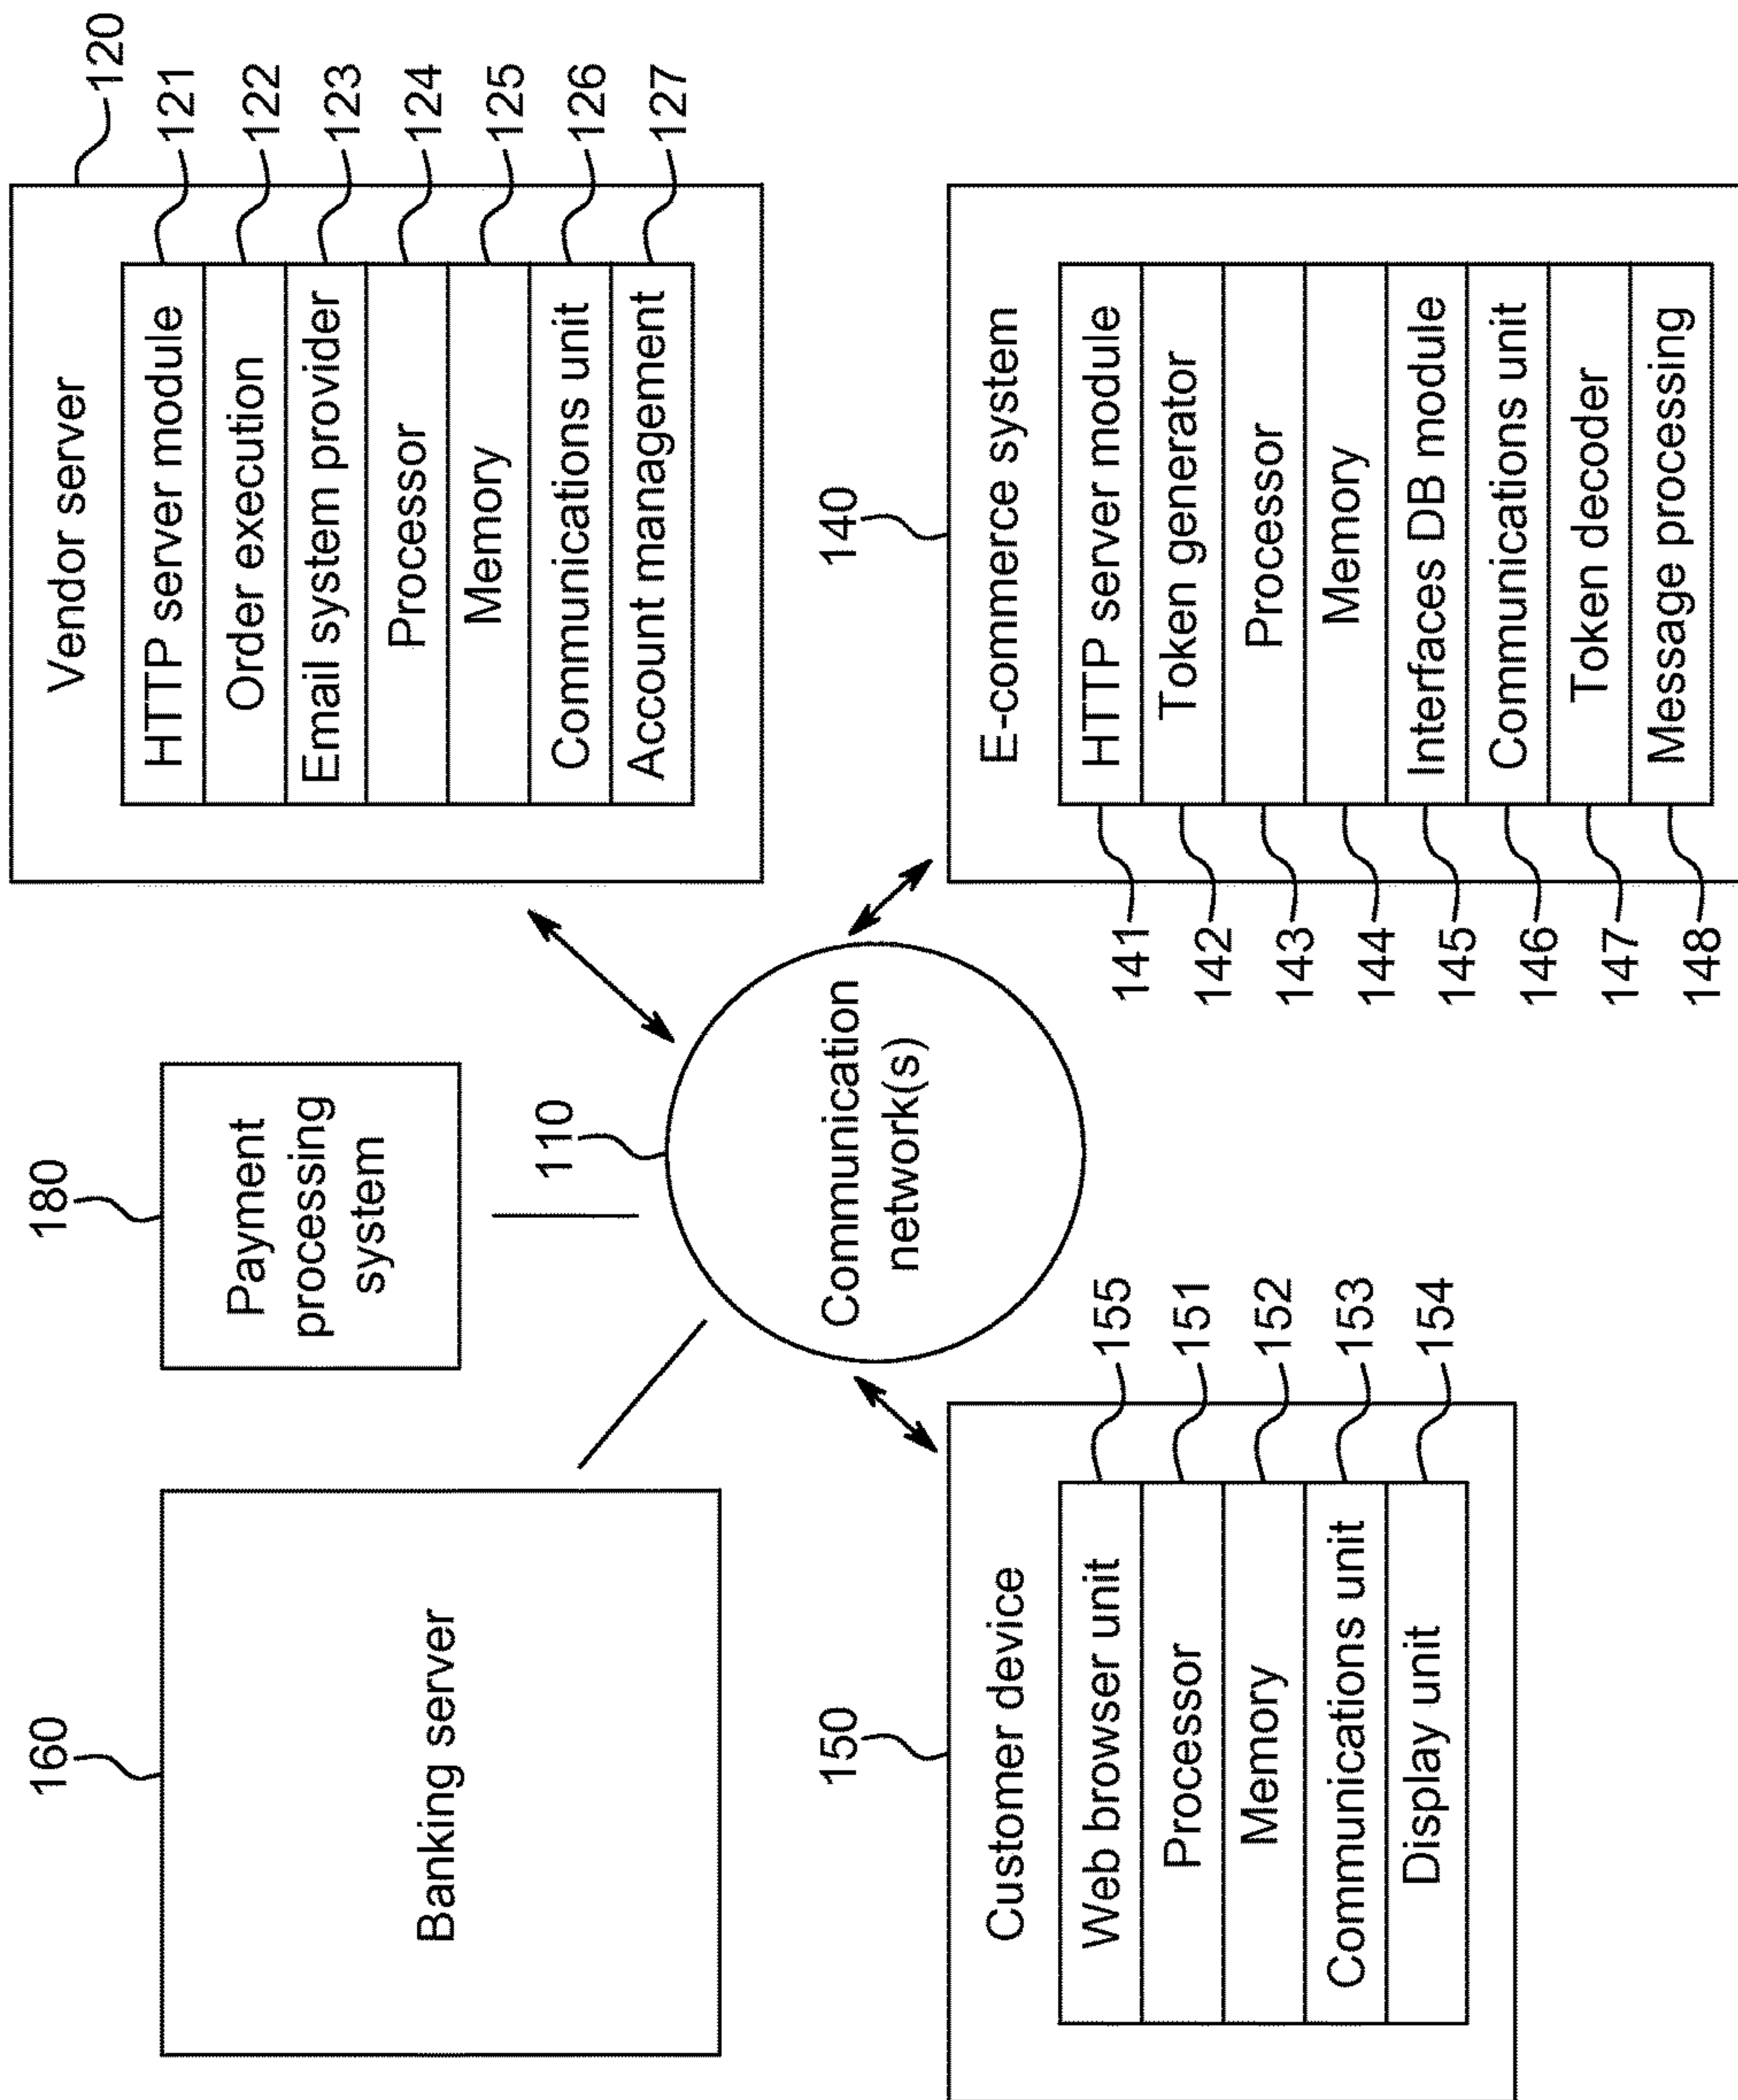 160
Banking server
180
Payment
processing
system
120
Vendor server
HTTP server module
121
Order execution
122
Email system provider
123
Processor
124
Memory
125
Communications unit
126
Account management
127
110
Communication
network(s)
150
Customer device
Web browser unit
155
Processor
151
Memory
152
Communications unit
153
Display unit
154
140
E-commerce system
141
HTTP server module
142
Token generator
143
Processor
144
Memory
145
Interfaces DB module
146
Communications unit
147
Token decoder
148
Message processing